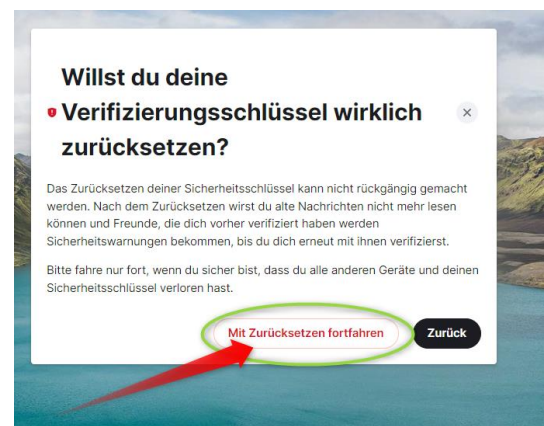 Willst du deine
Verifizierungsschlüssel wirklich
zurücksetzen?
Das Zurücksetzen deiner Sicherheitsschlüssel kann nicht rückgängig gemacht
werden. Nach dem Zurücksetzen wirst du alte Nachrichten nicht mehr lesen
können und Freunde, die dich vorher verifiziert haben werden
Sicherheitswarnungen bekommen, bis du dich erneut mit ihnen verifizierst.
Bitte fahre nur fort, wenn du sicher bist, dass du alle anderen Geräte und deinen
Sicherheitsschlüssel verloren hast.
Mit Zurücksetzen fortfahren
Zurück